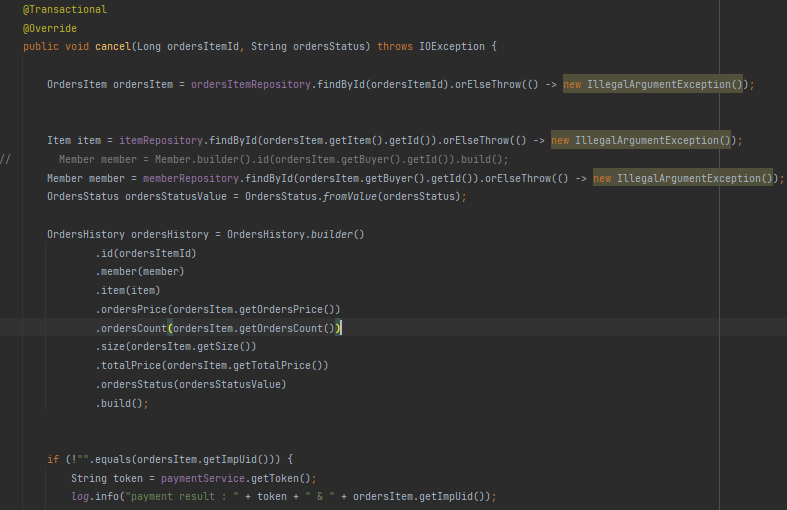 @Transactional
@Override
public void cancel(Long ordersItemId, String ordersStatus) throws IOException {
OrdersItem ordersItem = ordersItemRepository.findById(ordersItemId).orElseThrow(() -> new IllegalArgumentException());
Item item = itemRepository.findById(ordersItem.getItem().getId()).orElseThrow(() -> new IllegalArgumentException());
// Member member = Member.builder().id(ordersItem.getBuyer().getId()).build();
Member member = memberRepository.findById(ordersItem.getBuyer().getId()).orElseThrow(() -> new IllegalArgumentException());
OrdersStatus ordersStatusValue = OrdersStatus.fromValue(ordersStatus);
OrdersHistory ordersHistory = OrdersHistory.builder()
.id(ordersItemId)
.member(member)
.item(item)
.ordersPrice(ordersItem.getOrdersPrice())
.ordersCount(ordersItem.getOrdersCount())
.size(ordersItem.getSize())
.totalPrice(ordersItem.getTotalPrice())
.ordersStatus(ordersStatusValue)
.build();
if (!"".equals(ordersItem.getImpUid())) {
String token = paymentService.getToken();
log.info("payment result : " + token + " & " + ordersItem.getImpUid());